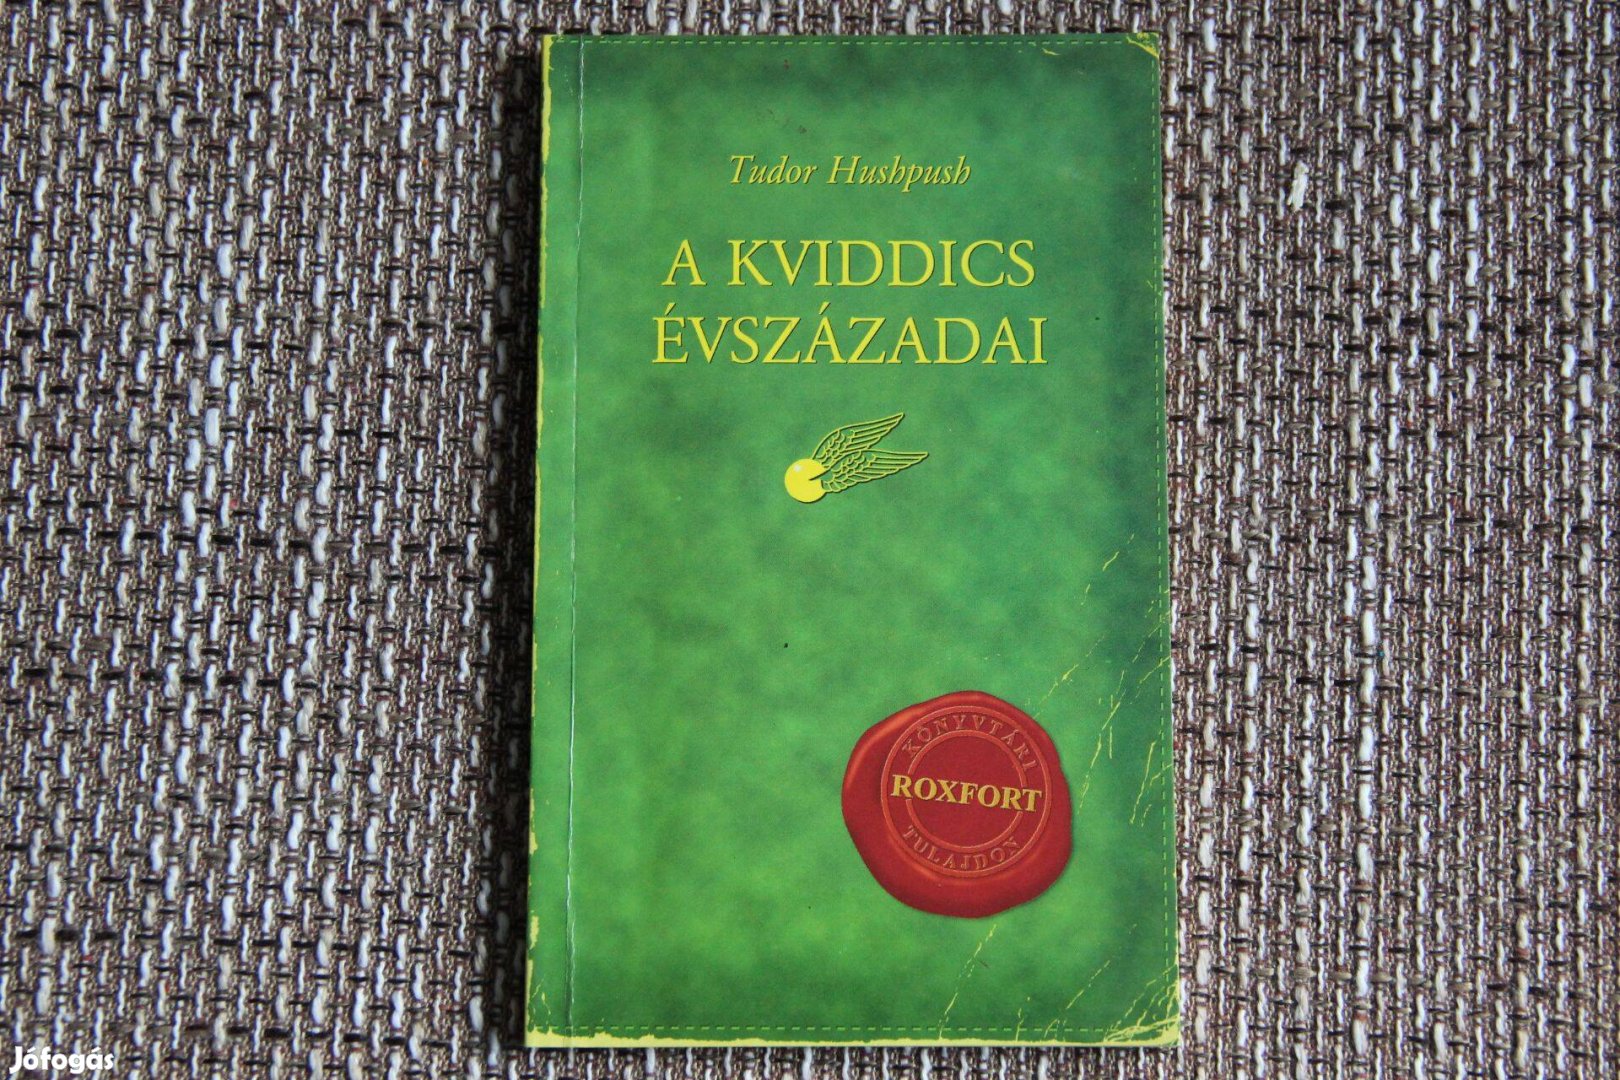 Tudor Hushpush
A KVIDDICS
ÉVSZÁZADAI
KÖNYVTÁRI
ROXFORT
TULAJDON
Jófogás